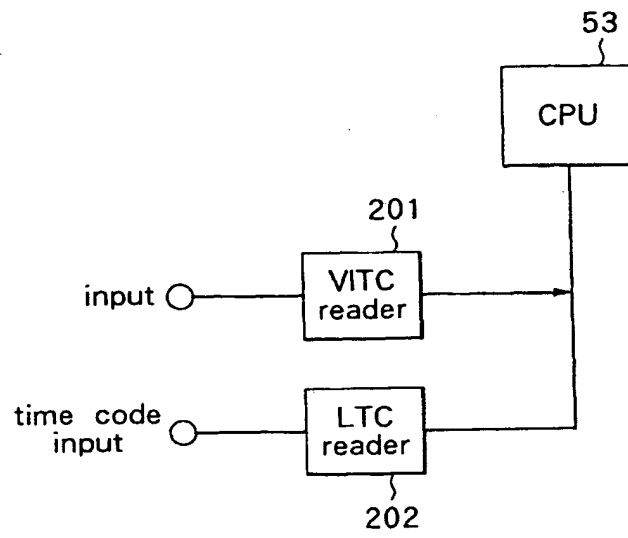 53
CPU
201
VITC
reader
input
time code
input
LTC
reader
202